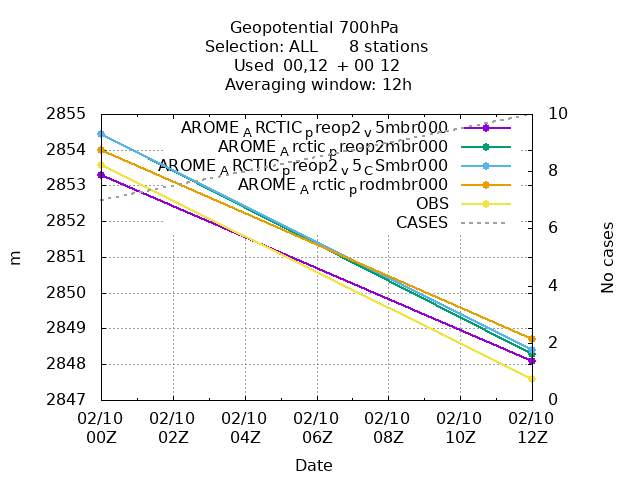 Geopotential 700hPa
Selection: ALL 8 stations
Used 00,12 + 00 12
Averaging window: 12h
2855
2854
2853
2852
2851
2850
2849
2848
2847
m
10
8
6
4
2
0
No cases
AROME_ARCTIC_preop2_v5mbr000
AROME_Arctic_preop2mbr000
AROME_ARCTIC_preop2_v5_CSmbr000
AROME_Arctic_prodmbr000
OBS
CASES
02/10 02/10 02/10 02/10 02/10 02/10 02/10
00Z 02Z 04Z 06Z 08Z 10Z 12Z
Date